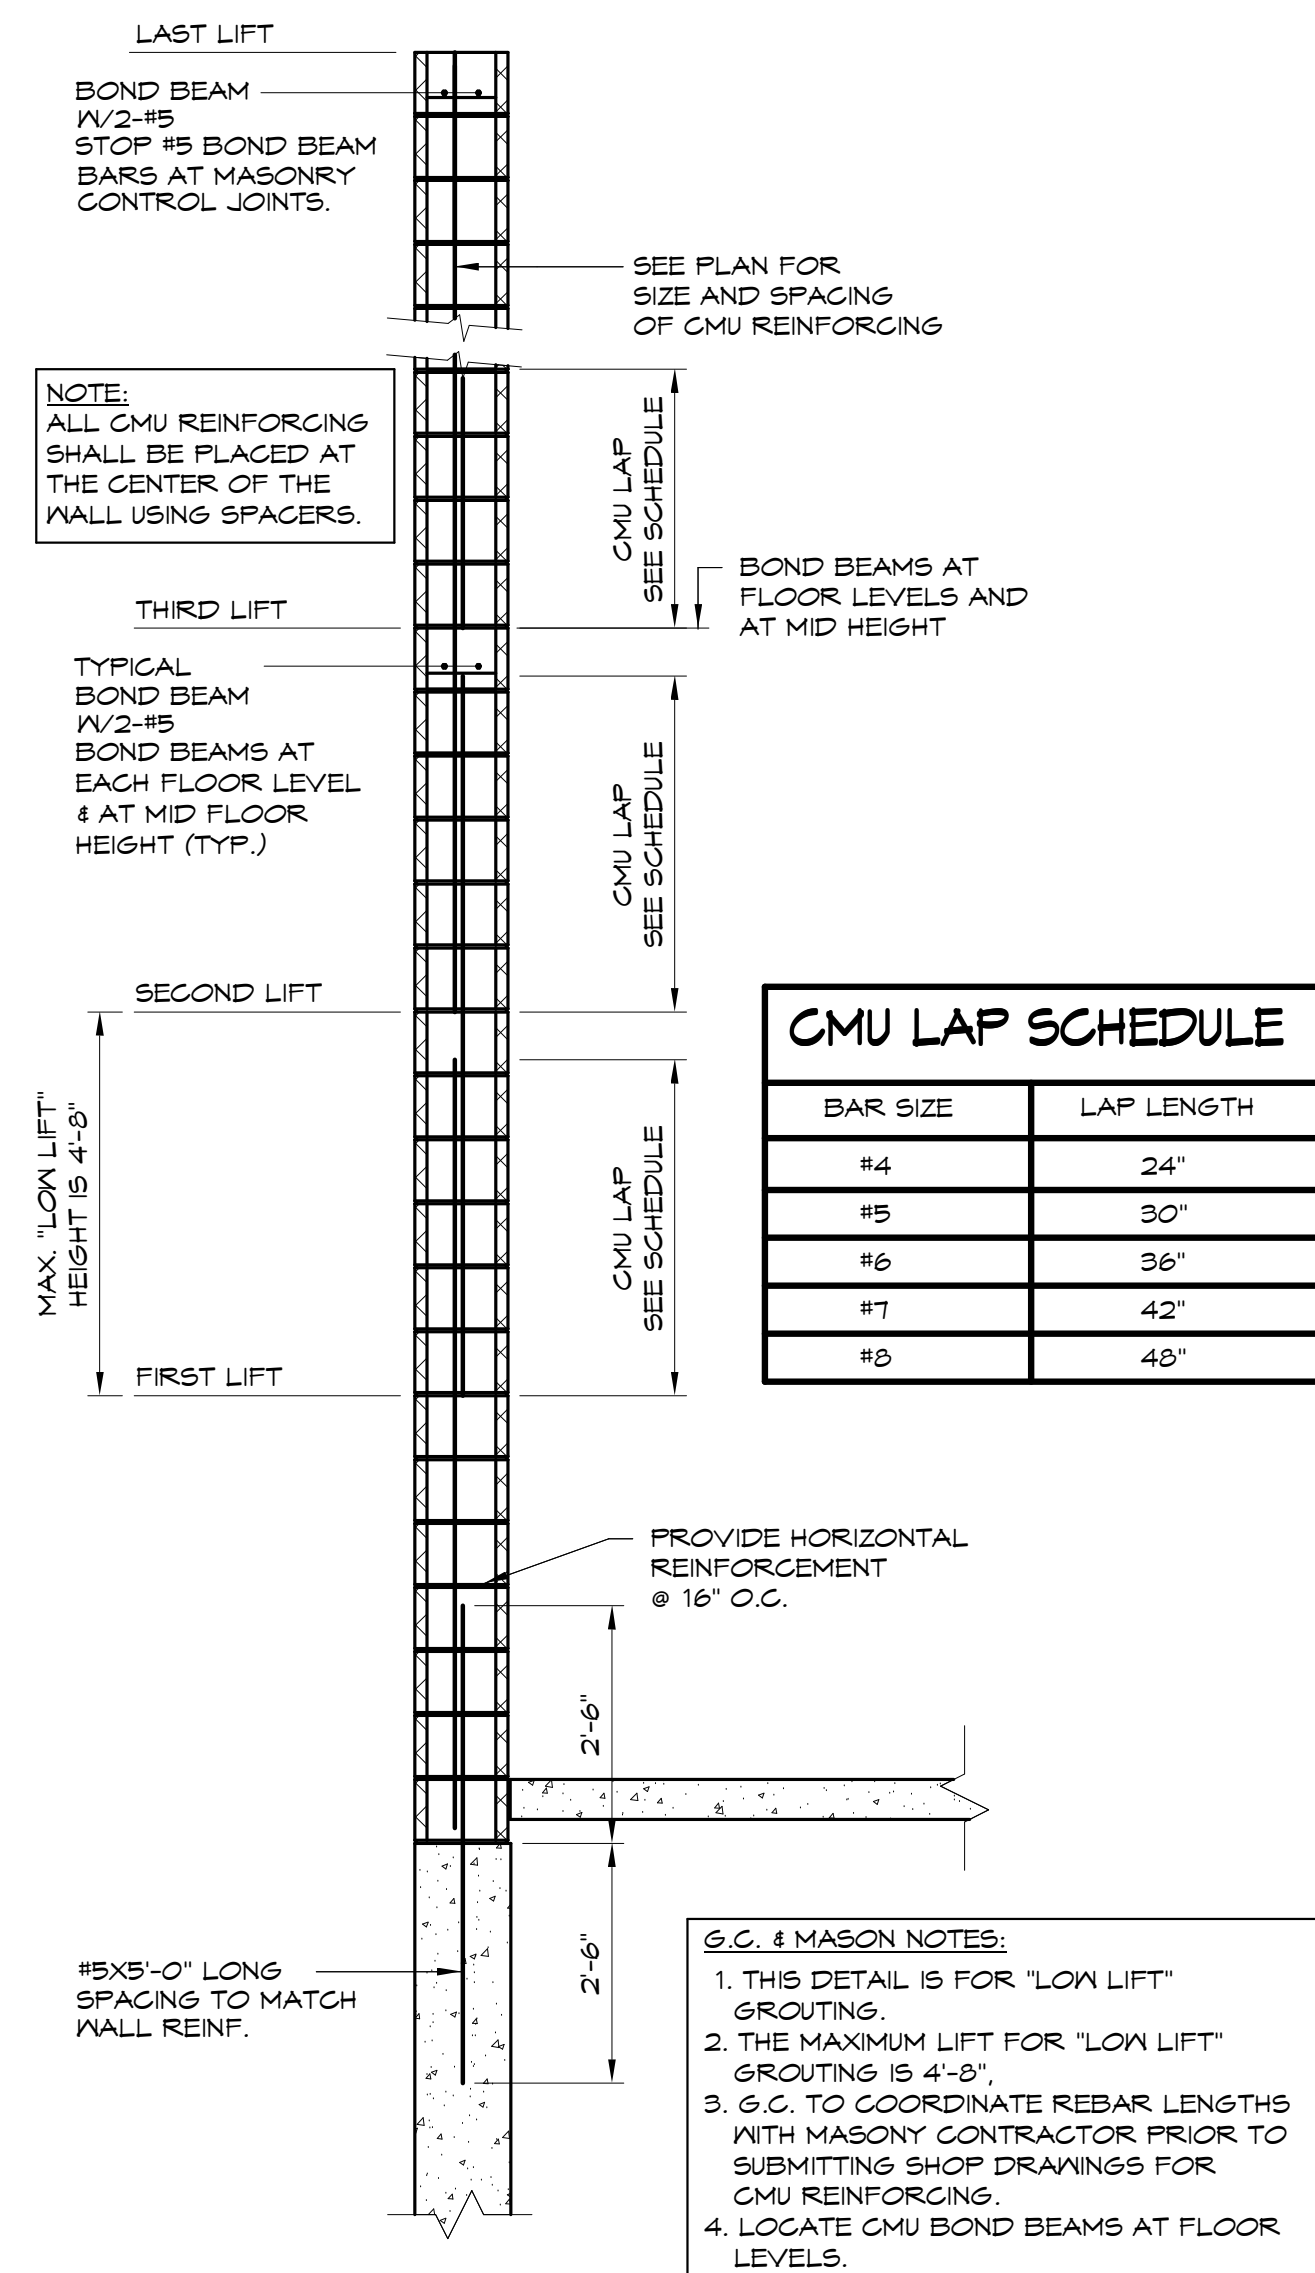 LAST LIFT
BOND BEAM
W/2-#5
STOP #5 BOND BEAM
BARS AT MASONRY
CONTROL JOINTS.
SEE PLAN FOR
SIZE AND SPACING
OF CMU REINFORCING
NOTE:
ALL CMU REINFORCING
SHALL BE PLACED AT
THE CENTER OF THE
WALL USING SPACERS.
CMU LAP
SEE SCHEDULE
BOND BEAMS AT
FLOOR LEVELS AND
AT MID HEIGHT
THIRD LIFT
TYPICAL
BOND BEAM
W/2-#5
BOND BEAMS AT
EACH FLOOR LEVEL
& AT MID FLOOR
HEIGHT (TYP.)
CMU LAP
SEE SCHEDULE
SECOND LIFT
MAX. "LOW LIFT"
HEIGHT IS 4'-8"
CMU LAP
SEE SCHEDULE
FIRST LIFT
CMU LAP SCHEDULE
BAR SIZE LAP LENGTH
#4 24"
#5 30"
#6 36"
#7 42"
#8 48"
PROVIDE HORIZONTAL
REINFORCEMENT
@ 16" O.C.
2'-6"
2'-6"
#5X5'-0" LONG
SPACING TO MATCH
WALL REINF.
G.C. & MASON NOTES:
1. THIS DETAIL IS FOR "LOW LIFT"
GROUTING.
2. THE MAXIMUM LIFT FOR "LOW LIFT"
GROUTING IS 4'-8",
3. G.C. TO COORDINATE REBAR LENGTHS
WITH MASONY CONTRACTOR PRIOR TO
SUBMITTING SHOP DRAWINGS FOR
CMU REINFORCING.
4. LOCATE CMU BOND BEAMS AT FLOOR
LEVELS.